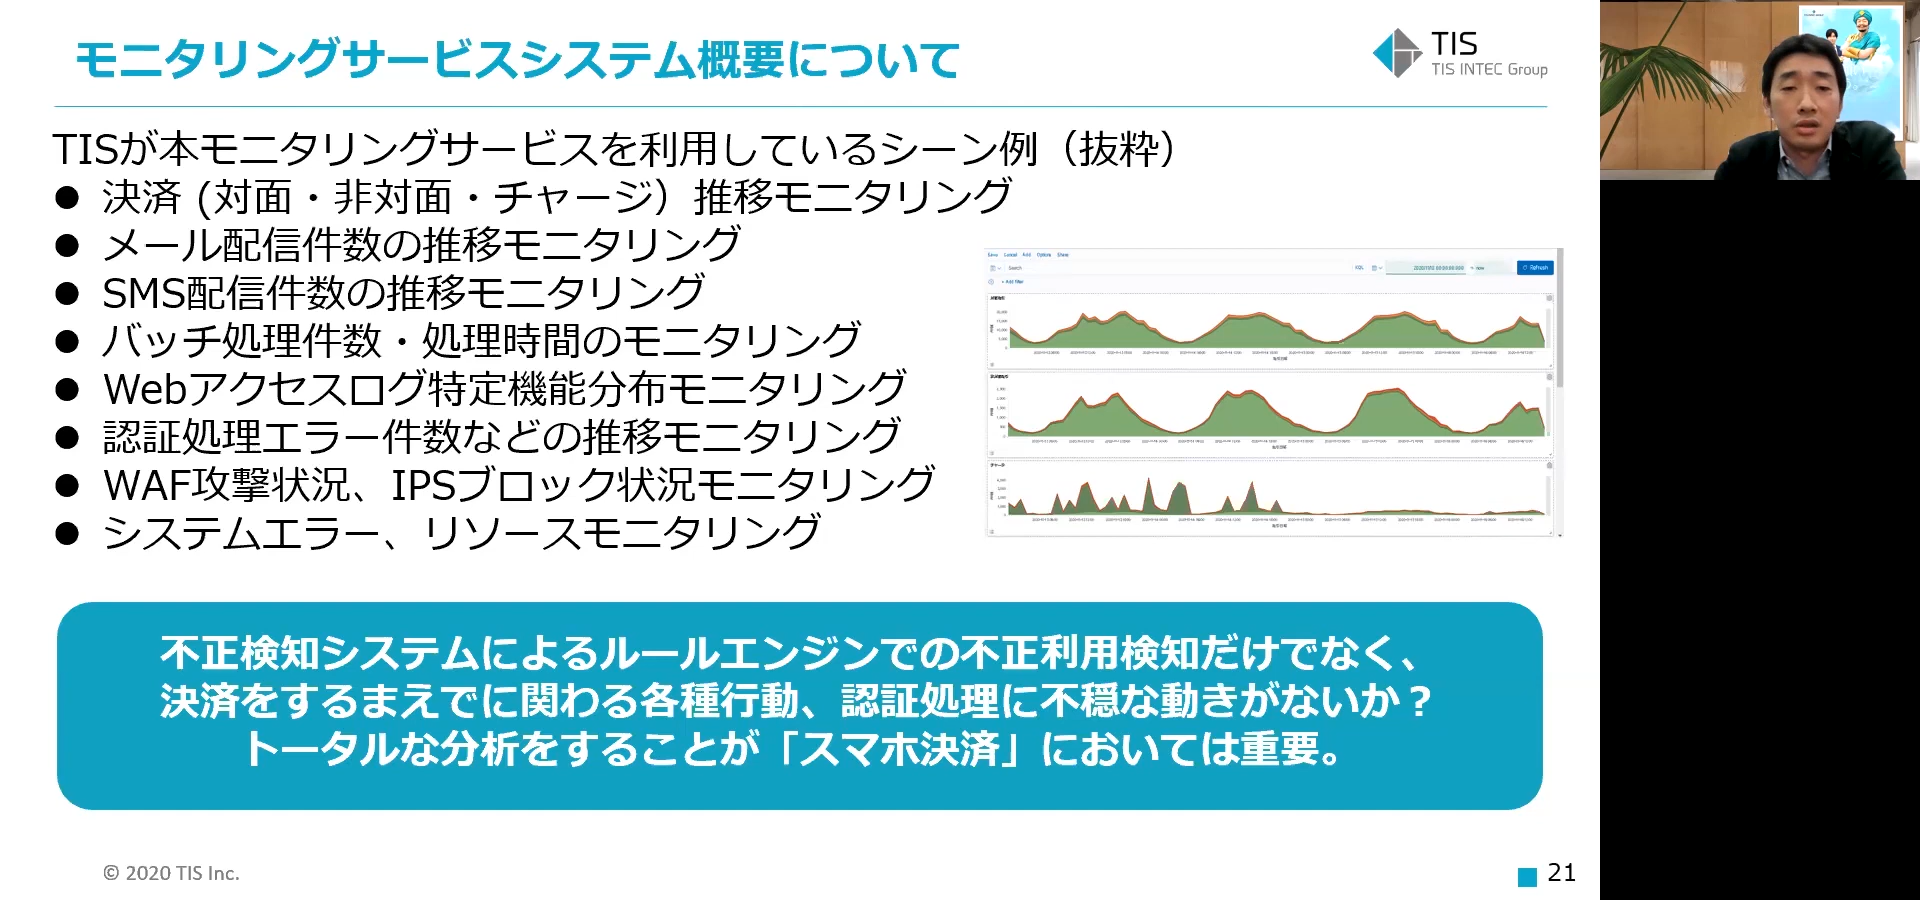 モニタリングサービスシステム概要について
TIS
TIS INTEC Group
TISが本モニタリングサービスを利用しているシーン例（抜粋）
● 決済 (対面・非対面・チャージ）推移モニタリング
● メール配信件数の推移モニタリング
● SMS配信件数の推移モニタリング
● バッチ処理件数・処理時間のモニタリング
● Webアクセスログ特定機能分布モニタリング
● 認証処理エラー件数などの推移モニタリング
● WAF攻撃状況、IPSブロック状況モニタリング
● システムエラー、リソースモニタリング
Save Cancel Add Options Share
Search
KQL
now
Refresh
+ Add filter
チャージ
不正検知システムによるルールエンジンでの不正利用検知だけでなく、
決済をするまえでに関わる各種行動、認証処理に不穏な動きがないか？
トータルな分析をすることが「スマホ決済」においては重要。
© 2020 TIS Inc.
21